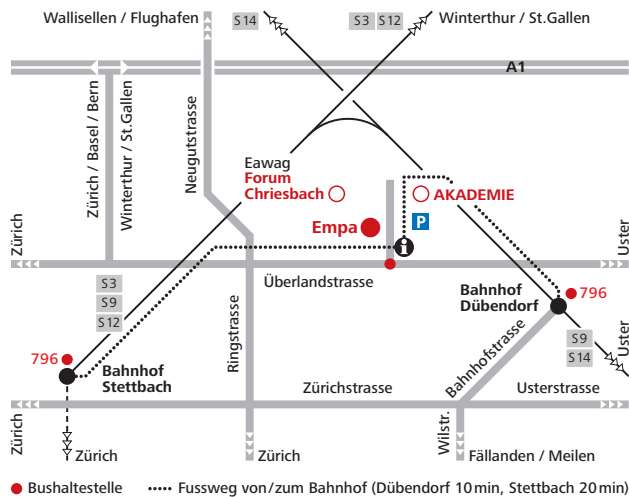 Wallisellen / Flughafen
S14
S3 S12
Winterthur / St.Gallen
A1
Zürich / Basel / Bern
Winterthur / St.Gallen
Neugutstrasse
Eawag
Forum
Chriesbach
AKADEMIE
Empa
P
i
Zürich
Uster
Überlandstrasse
S3
S9
S12
Bahnhof
Dübendorf
796
796
Bahnhof
Stettbach
Ringstrasse
Bahnhofstrasse
S9
S14
Uster
Zürichstrasse
Usterstrasse
Zürich
Wilstr.
Zürich
Zürich
Fällanden / Meilen
Bushaltestelle
Fussweg von/zum Bahnhof (Dübendorf 10 min, Stettbach 20 min)